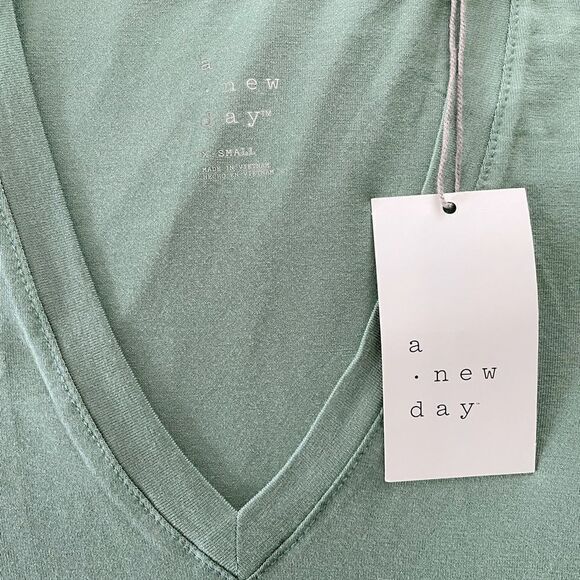 a
· new
day™
X-SMALL
MADE IN VIETNAM
a
· new
day™